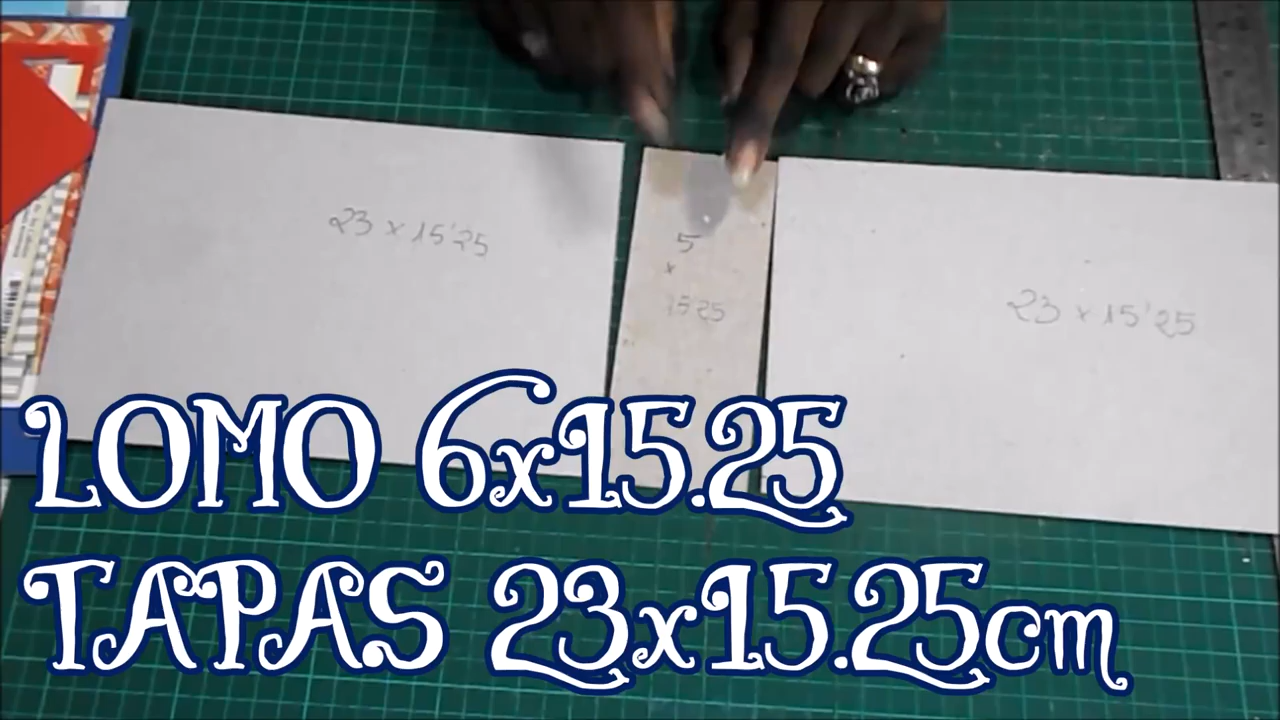 23 x 15'25
5
x
15'25
23 x 15'25
LOMO 6x15.25
TAPAS 23x15.25cm